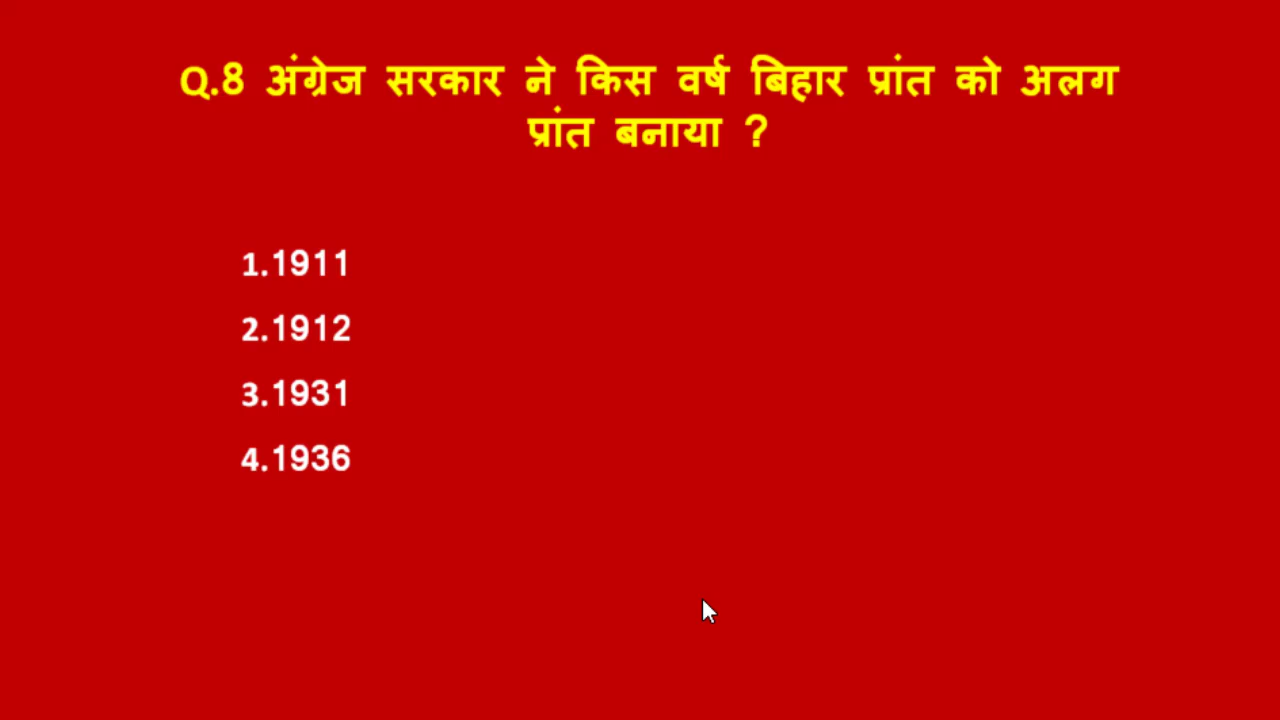 Q.8 अंग्रेज सरकार ने किस वर्ष बिहार प्रांत को अलग
प्रांत बनाया ?
1.1911
2.1912
3.1931
4.1936